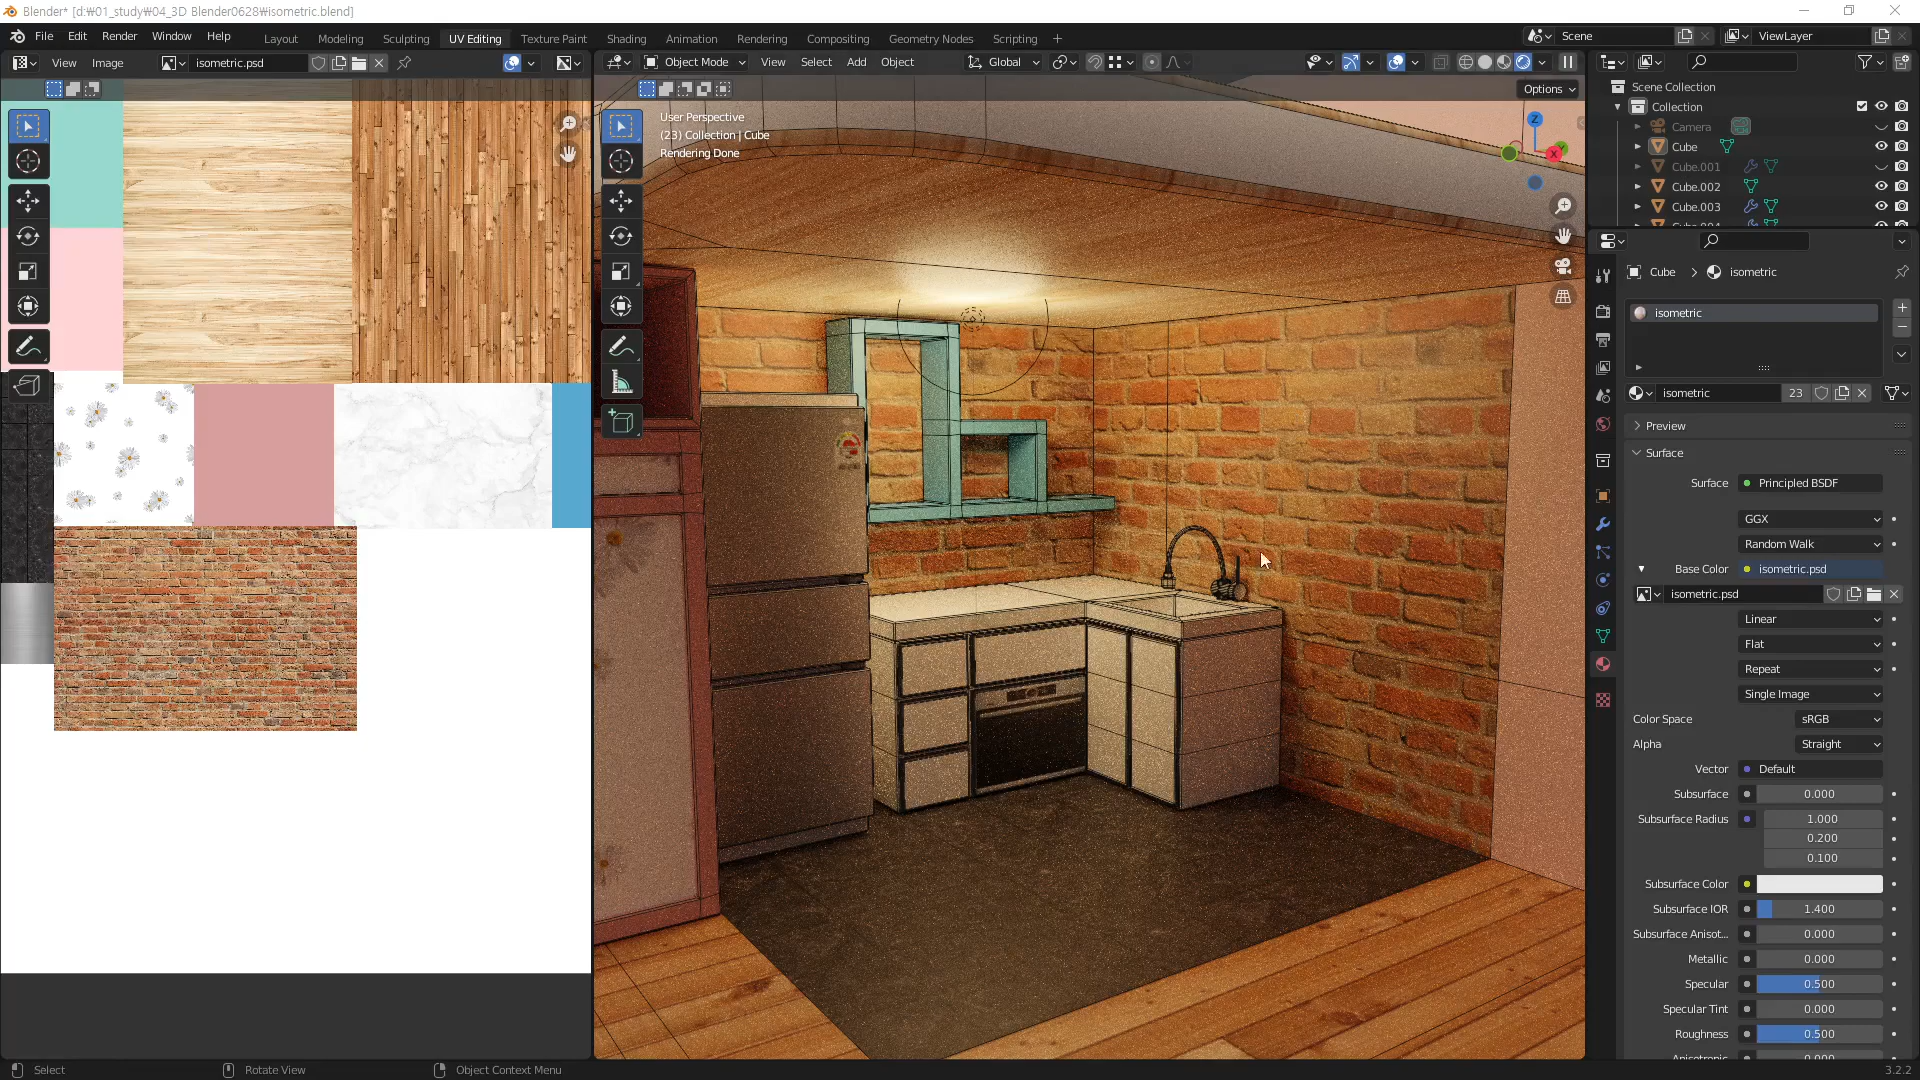 Blender* [d:₩01_study₩04_3D Blender0628₩isometric.blend]
File Edit Render Window Help Layout Modeling Sculpting UV Editing Texture Paint Shading Animation Rendering Compositing Geometry Nodes Scripting + Scene ViewLayer
View Image isometric.psd Object Mode View Select Add Object Global
Options
User Perspective
(23) Collection | Cube
Rendering Done
Z
X
Scene Collection
Collection
Camera
Cube
Cube.001
Cube.002
Cube.003
Cube > isometric
isometric
isometric 23
Preview
Surface
Surface Principled BSDF
GGX
Random Walk
Base Color isometric.psd
isometric.psd
Linear
Flat
Repeat
Single Image
Color Space sRGB
Alpha Straight
Vector Default
Subsurface 0.000
Subsurface Radius 1.000
0.200
0.100
Subsurface Color
Subsurface IOR 1.400
Subsurface Anisot... 0.000
Metallic 0.000
Specular 0.500
Specular Tint 0.000
Roughness 0.500
Select Rotate View Object Context Menu 3.2.2